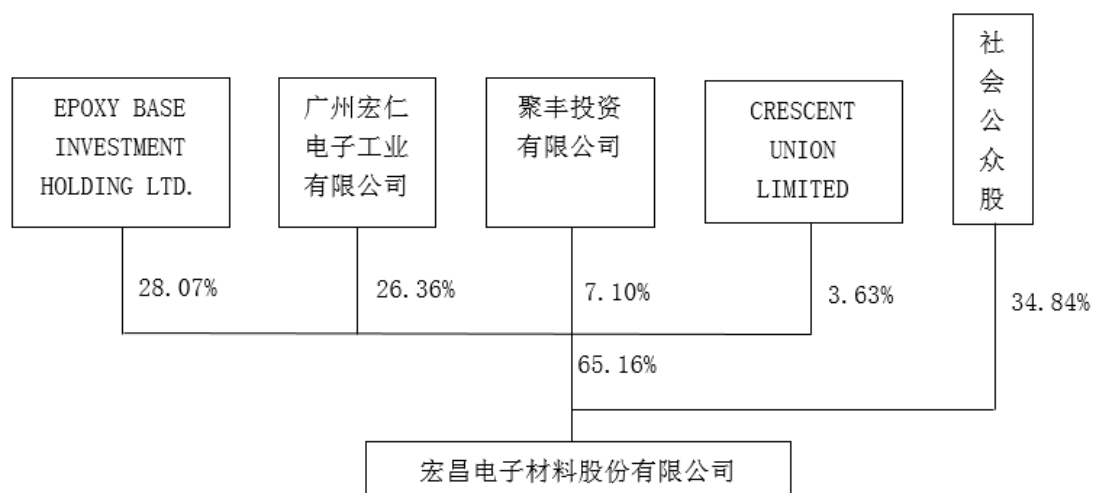 EPOXY BASE
INVESTMENT
HOLDING LTD.
广州宏仁
电子工业
有限公司
聚丰投资
有限公司
CRESCENT
UNION
LIMITED
社
会
公
众
股
28.07%
26.36%
7.10%
3.63%
34.84%
65.16%
宏昌电子材料股份有限公司